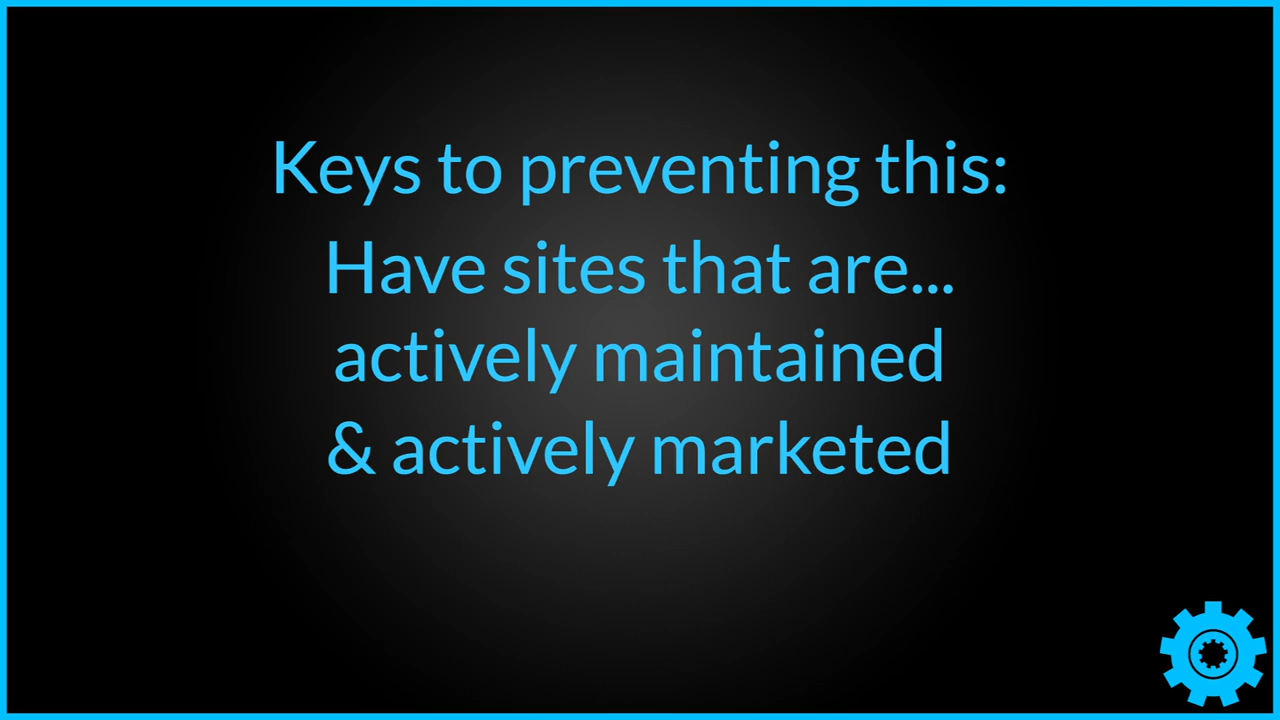 Keys to preventing this:
Have sites that are...
actively maintained
& actively marketed